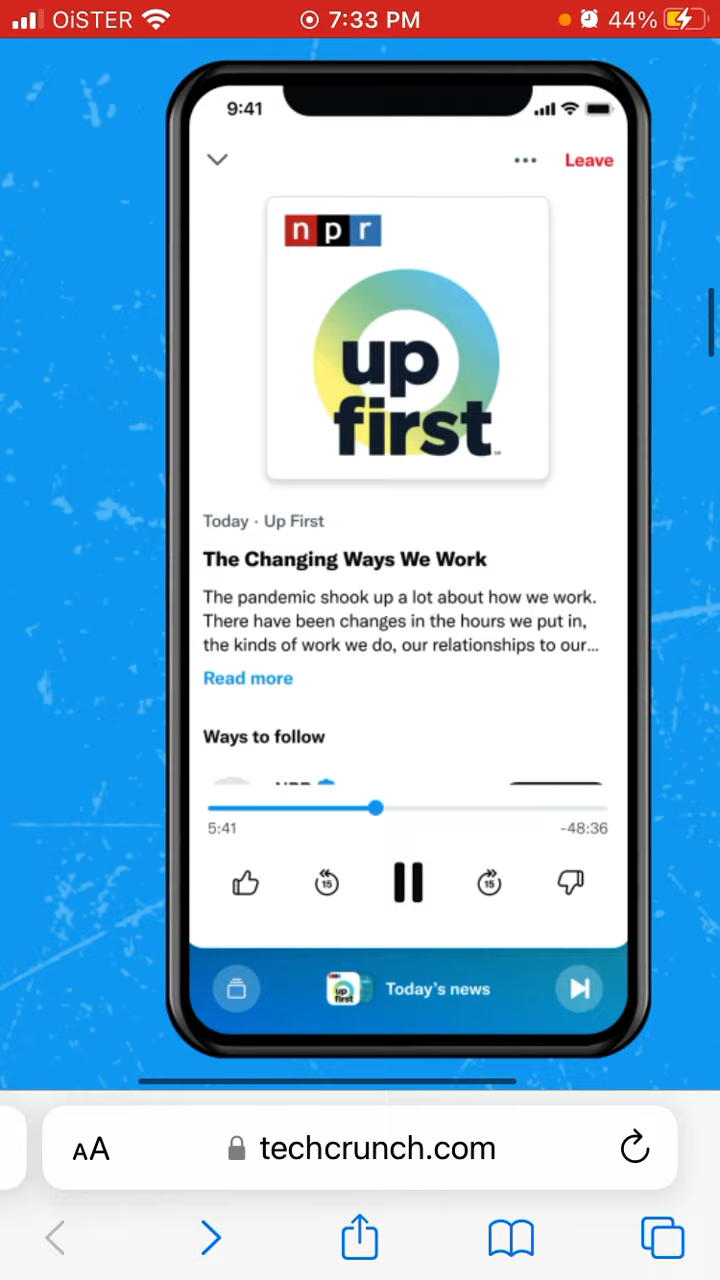 OiSTER 7:33 PM 44%
9:41
Leave
npr
up
first
Today · Up First
The Changing Ways We Work
The pandemic shook up a lot about how we work.
There have been changes in the hours we put in,
the kinds of work we do, our relationships to our...
Read more
Ways to follow
5:41 -48:36
15 15
up
first
Today's news
AA techcrunch.com